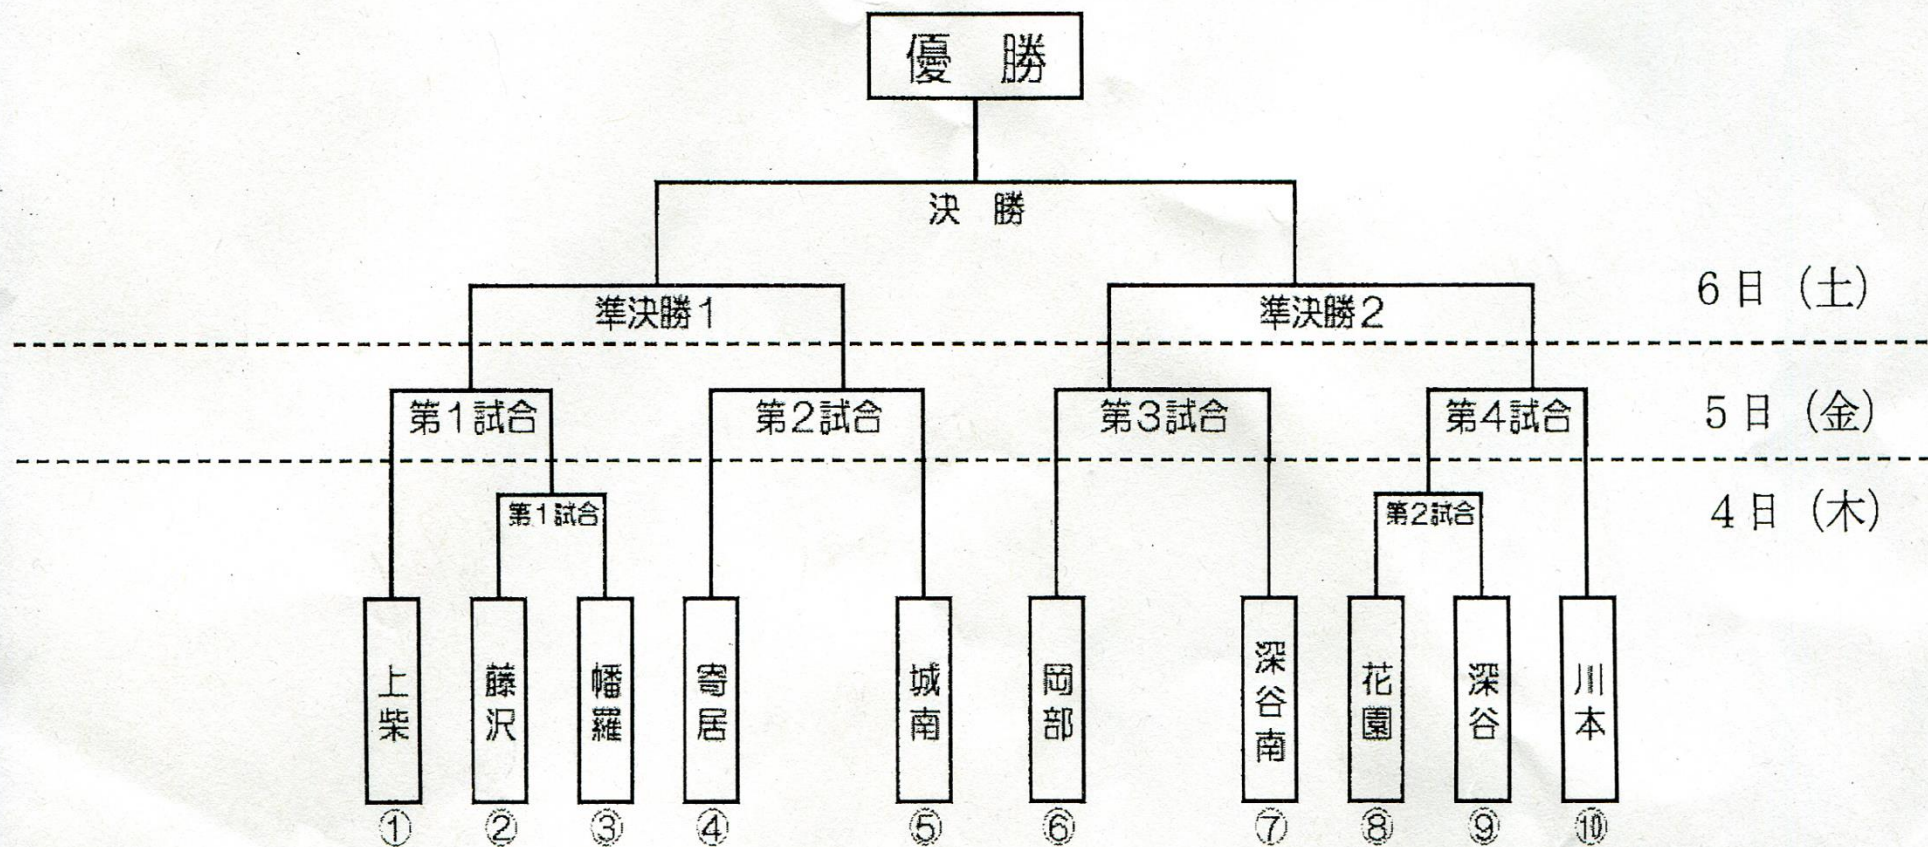 優 勝
決 勝
準決勝1
準決勝2
6日（土）
第1試合
第2試合
第3試合
第4試合
5日（金）
第1試合
第2試合
4日（木）
上柴
藤沢
幡羅
寄居
城南
岡部
深谷南
花園
深谷
川本
①
②
③
④
⑤
⑥
⑦
⑧
⑨
⑩